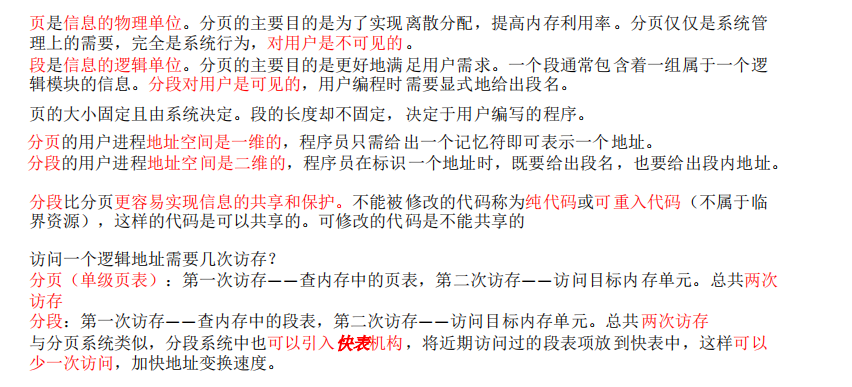 页是信息的物理单位。分页的主要目的是为了实现离散分配，提高内存利用率。分页仅仅是系统管
理上的需要，完全是系统行为，对用户是不可见的。
段是信息的逻辑单位。分页的主要目的是更好地满足用户需求。一个段通常包含着一组属于一个逻
辑模块的信息。分段对用户是可见的，用户编程时需要显式地给出段名。
页的大小固定且由系统决定。段的长度却不固定，决定于用户编写的程序。
分页的用户进程地址空间是一维的，程序员只需给出一个记忆符即可表示一个地址。
分段的用户进程地址空间是二维的，程序员在标识一个地址时，既要给出段名，也要给出段内地址。
分段比分页更容易实现信息的共享和保护。不能被修改的代码称为纯代码或可重入代码（不属于临
界资源），这样的代码是可以共享的。可修改的代码是不能共享的
访问一个逻辑地址需要几次访存？
分页（单级页表）：第一次访存——查内存中的页表，第二次访存——访问目标内存单元。总共两次
访存
分段：第一次访存——查内存中的段表，第二次访存——访问目标内存单元。总共两次访存
与分页系统类似，分段系统中也可以引入快表机构，将近期访问过的段表项放到快表中，这样可以
少一次访问，加快地址变换速度。